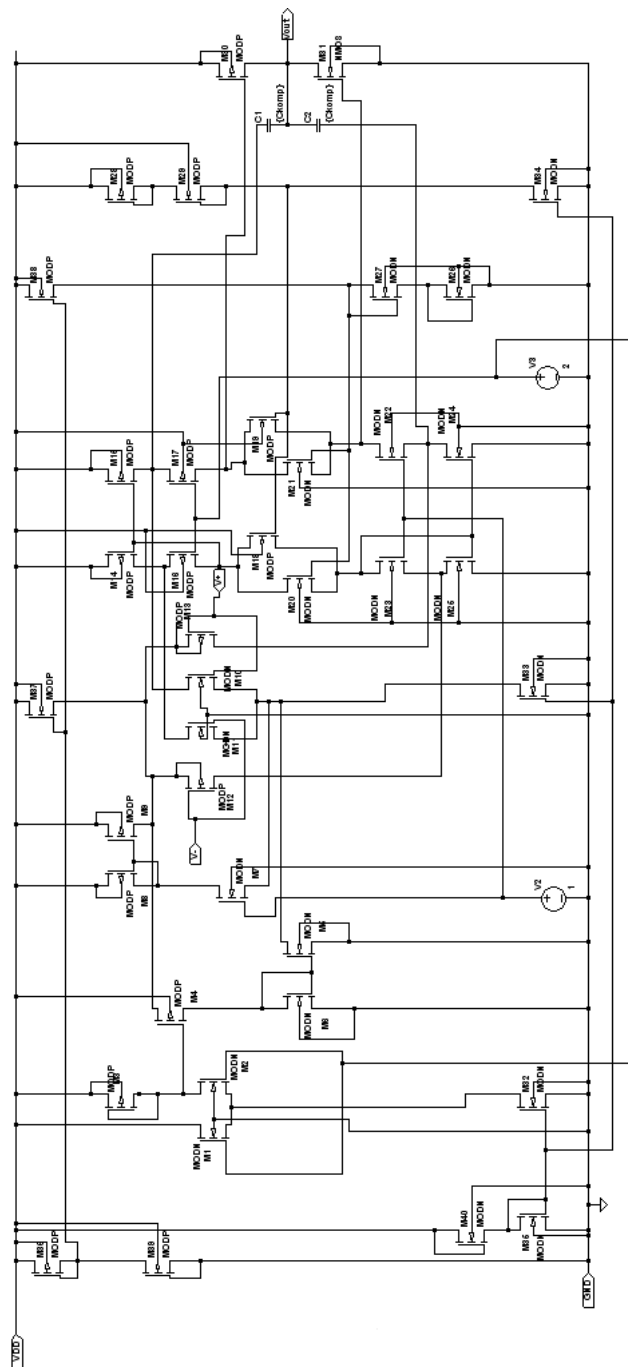 Vout
M30
MODP
M31
NMOS
C1
{Ckomp}
C2
{Ckomp}
M28
MODP
M29
MODP
M34
MODN
M38
MODP
M27
MODN
M26
MODN
V3
2
M15
MODP
M17
MODP
M19
MODP
M21
MODN
MODN
M22
MODN
M24
M14
MODP
M16
MODP
M18
MODP
M20
MODN
MODN
M23
MODN
M25
V+
MODP
M13
MODN
M10
MODN
M11
MODP
M12
V-
M37
MODP
M33
MODN
M9
MODP
MODP
M8
MODN
M7
V2
1
MODN
M5
MODN
M6
MODP
M4
MODP
M3
MODN
M2
MODN
M1
M32
MODN
M40
MODN
M35
MODN
MODP
M39
MODP
VDD
GND